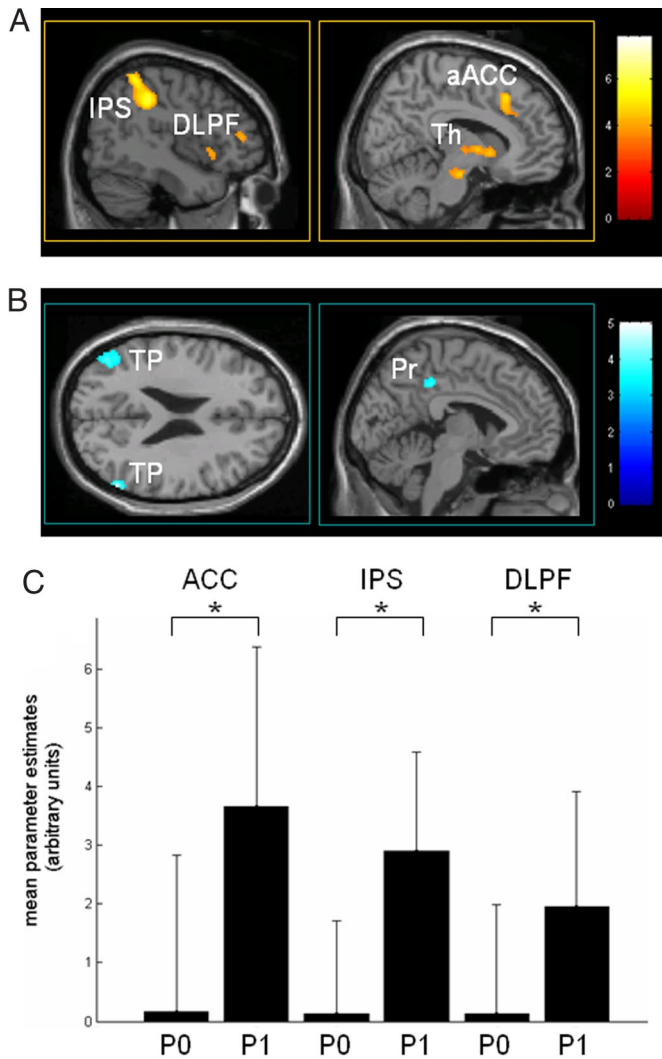 A
IPS
DLPF
aACC
Th
6
4
2
0
B
TP
TP
Pr
5
4
3
2
1
0
C
ACC
IPS
DLPF
*
*
*
mean parameter estimates
(arbitrary units)
6
5
4
3
2
1
0
P0 P1 P0 P1 P0 P1